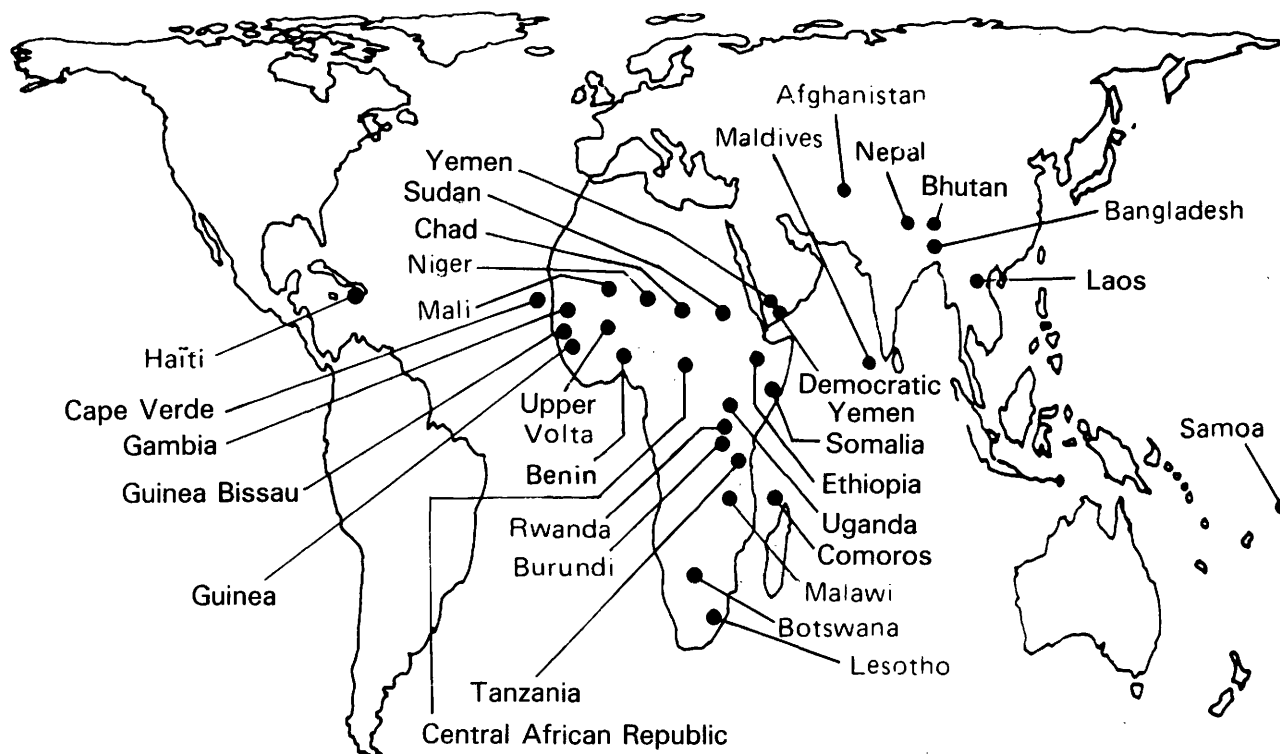 Afghanistan
Maldives
Nepal
Yemen
Bhutan
Sudan
Bangladesh
Chad
Niger
Laos
Mali
Haïti
Democratic
Yemen
Cape Verde
Upper
Volta
Gambia
Somalia
Samoa
Benin
Guinea Bissau
Ethiopia
Rwanda
Uganda
Comoros
Burundi
Guinea
Malawi
Botswana
Lesotho
Tanzania
Central African Republic